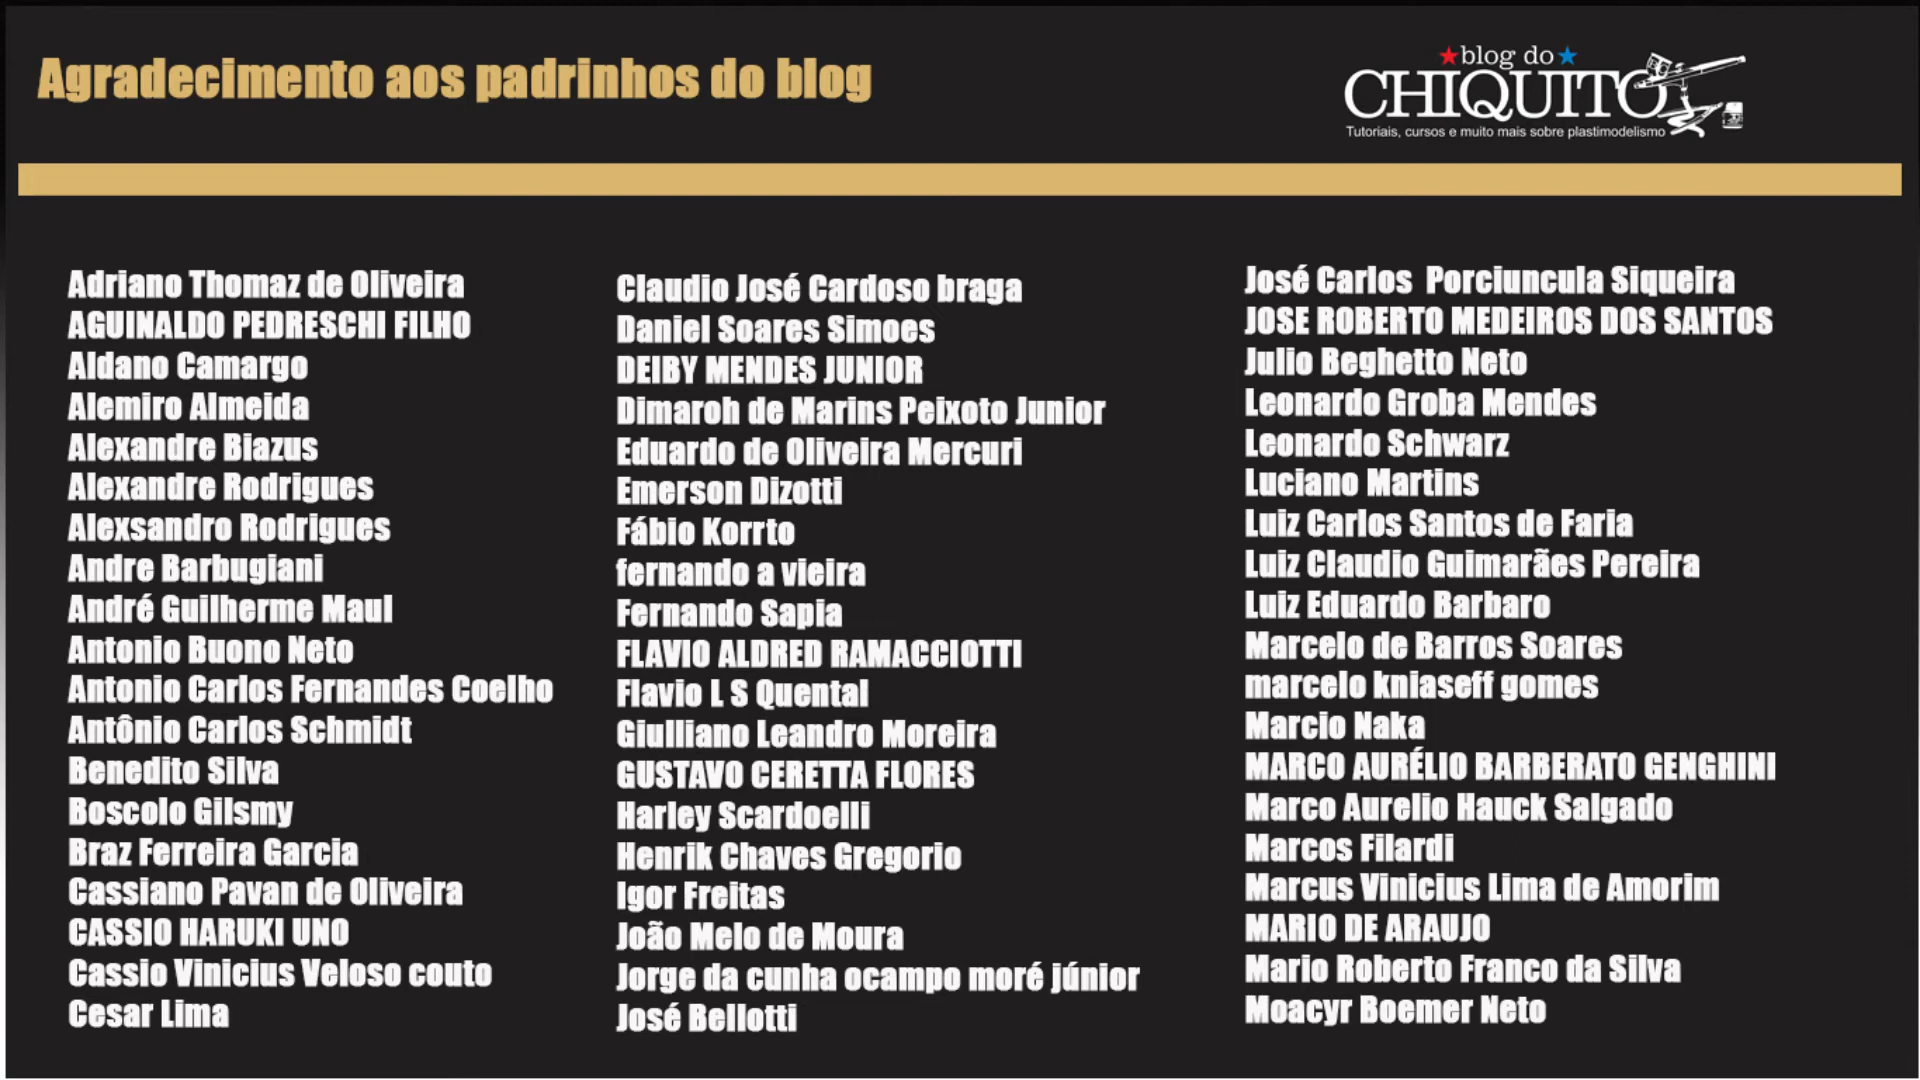 Agradecimento aos padrinhos do blog
blog do
CHIQUITO
Tutoriais, cursos e muito mais sobre plastimodelismo
Adriano Thomaz de Oliveira
AGUINALDO PEDRESCHI FILHO
Aldano Camargo
Alemiro Almeida
Alexandre Biazus
Alexandre Rodrigues
Alexsandro Rodrigues
Andre Barbugiani
André Guilherme Maul
Antonio Buono Neto
Antonio Carlos Fernandes Coelho
Antônio Carlos Schmidt
Benedito Silva
Boscolo Gilsmy
Braz Ferreira Garcia
Cassiano Pavan de Oliveira
CASSIO HARUKI UNO
Cassio Vinicius Veloso couto
Cesar Lima
Claudio José Cardoso braga
Daniel Soares Simoes
DEIBY MENDES JUNIOR
Dimaroh de Marins Peixoto Junior
Eduardo de Oliveira Mercuri
Emerson Dizotti
Fábio Korrto
fernando a vieira
Fernando Sapia
FLAVIO ALDRED RAMACCIOTTI
Flavio L S Quental
Giulliano Leandro Moreira
GUSTAVO CERETTA FLORES
Harley Scardoelli
Henrik Chaves Gregorio
Igor Freitas
João Melo de Moura
Jorge da cunha ocampo moré júnior
José Bellotti
José Carlos  Porciuncula Siqueira
JOSE ROBERTO MEDEIROS DOS SANTOS
Julio Beghetto Neto
Leonardo Groba Mendes
Leonardo Schwarz
Luciano Martins
Luiz Carlos Santos de Faria
Luiz Claudio Guimarães Pereira
Luiz Eduardo Barbaro
Marcelo de Barros Soares
marcelo kniaseff gomes
Marcio Naka
MARCO AURÉLIO BARBERATO GENGHINI
Marco Aurelio Hauck Salgado
Marcos Filardi
Marcus Vinicius Lima de Amorim
MARIO DE ARAUJO
Mario Roberto Franco da Silva
Moacyr Boemer Neto